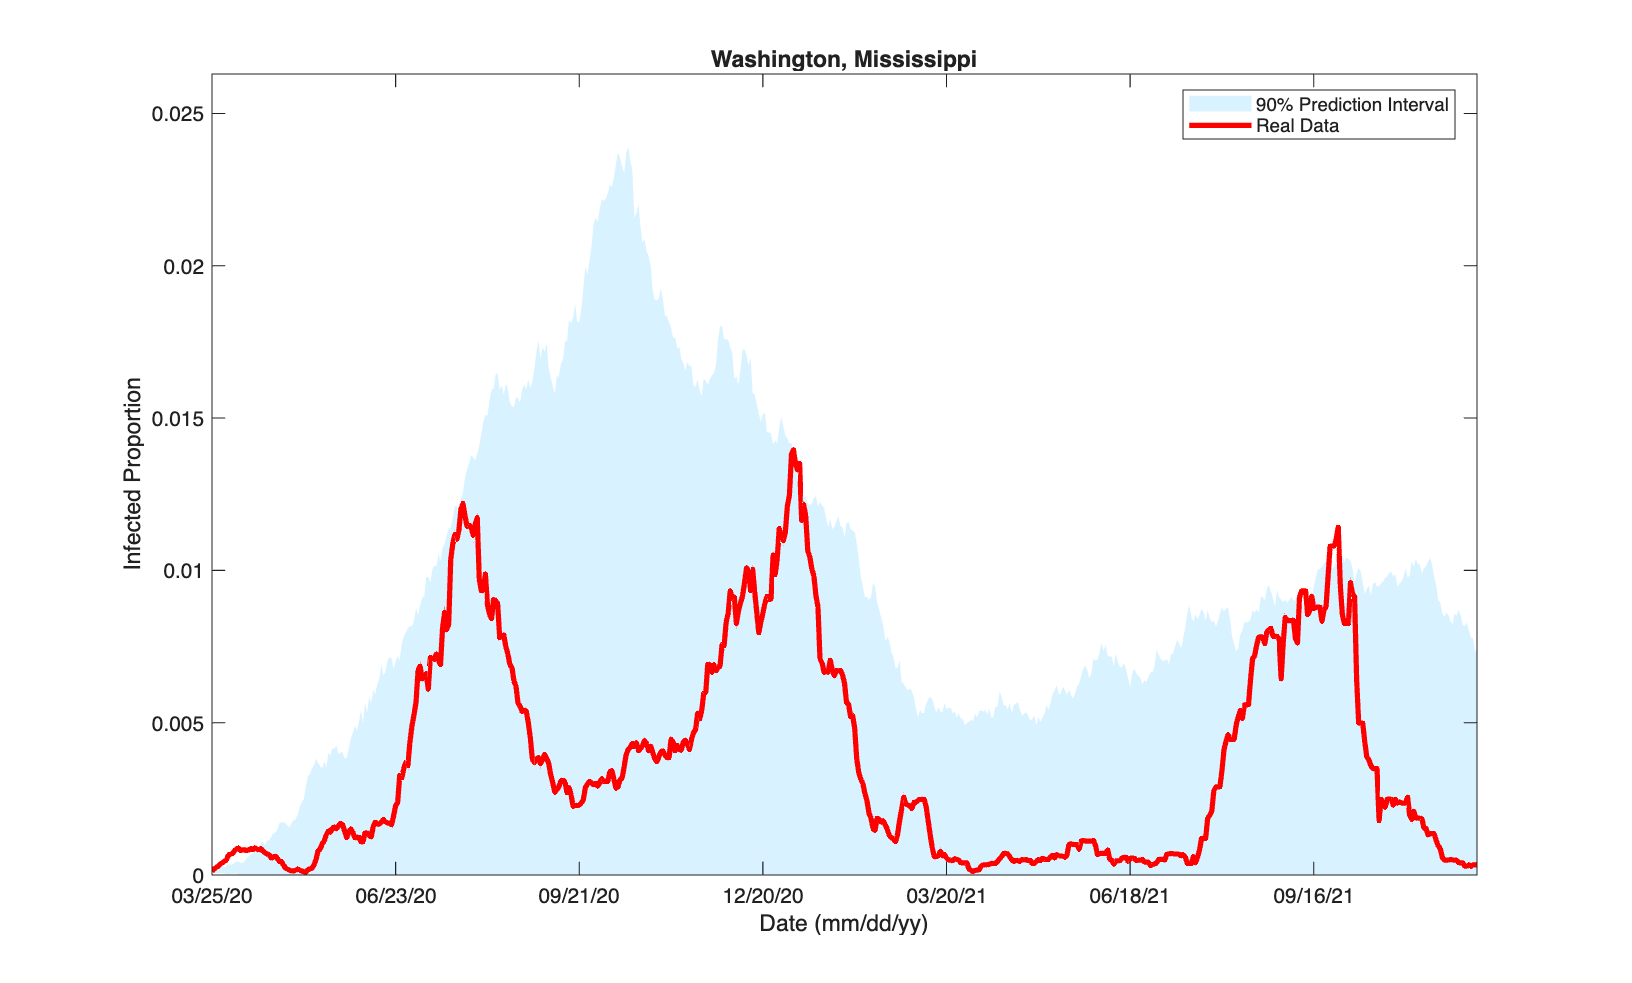 Washington, Mississippi
90% Prediction Interval
Real Data
Infected Proportion
0.025
0.02
0.015
0.01
0.005
0
03/25/20 06/23/20 09/21/20 12/20/20 03/20/21 06/18/21 09/16/21
Date (mm/dd/yy)